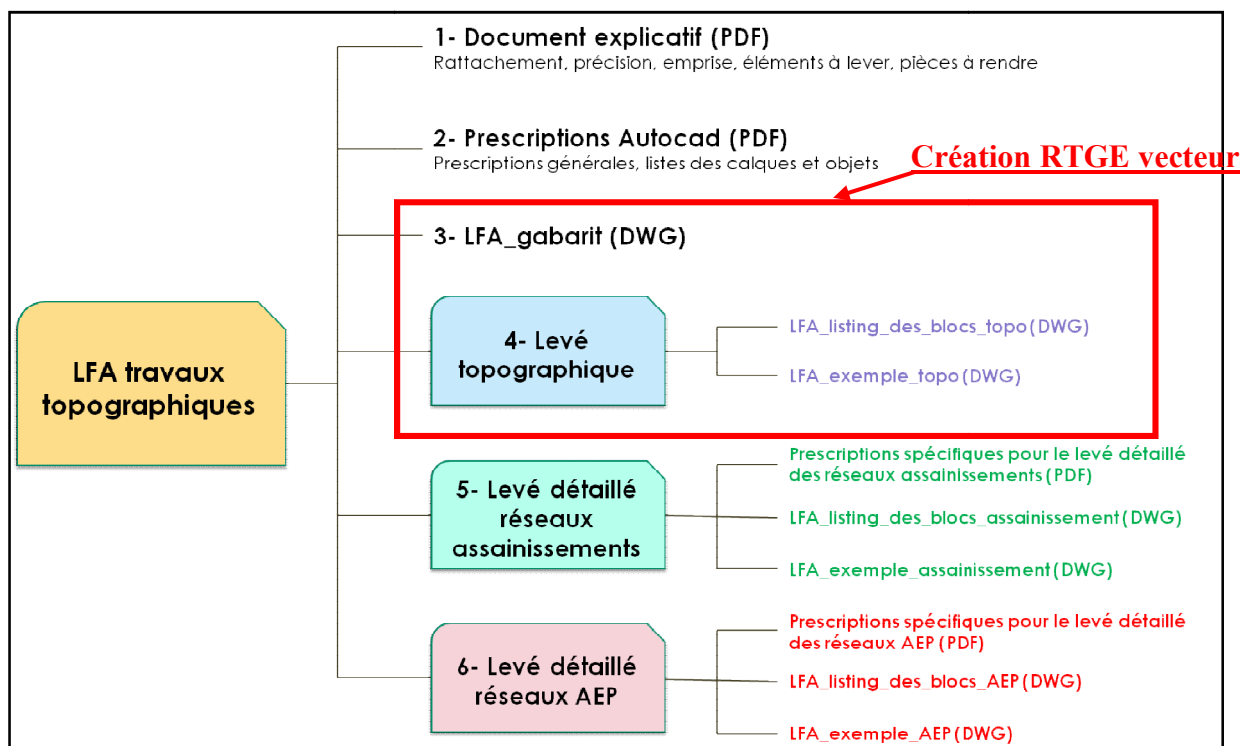 1- Document explicatif (PDF)
Rattachement, précision, emprise, éléments à lever, pièces à rendre
2- Prescriptions Autocad (PDF)
Prescriptions générales, listes des calques et objets
Création RTGE vecteur
3- LFA_gabarit (DWG)
LFA travaux
topographiques
4- Levé
topographique
LFA_listing_des_blocs_topo (DWG)
LFA_exemple_topo (DWG)
5- Levé détaillé
réseaux
assainissements
Prescriptions spécifiques pour le levé détaillé
des réseaux assainissements (PDF)
LFA_listing_des_blocs_assainissement (DWG)
LFA_exemple_assainissement (DWG)
6- Levé détaillé
réseaux AEP
Prescriptions spécifiques pour le levé détaillé
des réseaux AEP (PDF)
LFA_listing_des_blocs_AEP (DWG)
LFA_exemple_AEP (DWG)